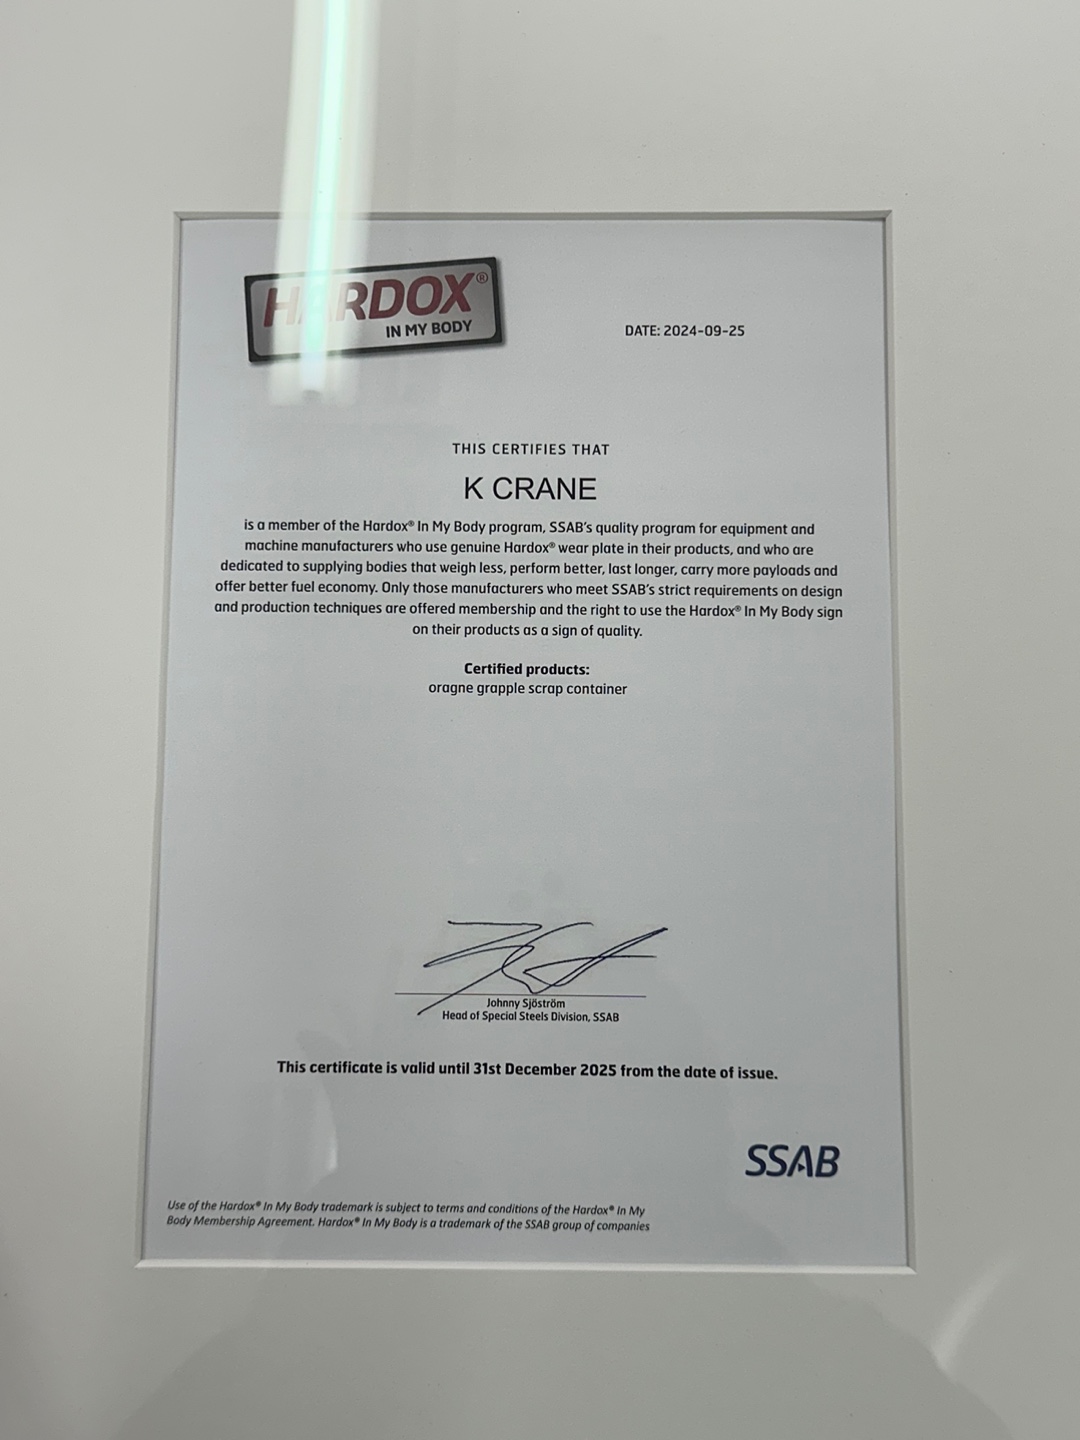 HARDOX®
IN MY BODY
DATE: 2024-09-25
THIS CERTIFIES THAT
K CRANE
is a member of the Hardox® In My Body program, SSAB's quality program for equipment and
machine manufacturers who use genuine Hardox® wear plate in their products, and who are
dedicated to supplying bodies that weigh less, perform better, last longer, carry more payloads and
offer better fuel economy. Only those manufacturers who meet SSAB's strict requirements on design
and production techniques are offered membership and the right to use the Hardox® In My Body sign
on their products as a sign of quality.
Certified products:
oragne grapple scrap container
Johnny Sjöström
Head of Special Steels Division, SSAB
This certificate is valid until 31st December 2025 from the date of issue.
SSAB
Use of the Hardox® In My Body trademark is subject to terms and conditions of the Hardox® In My
Body Membership Agreement. Hardox® In My Body is a trademark of the SSAB group of companies